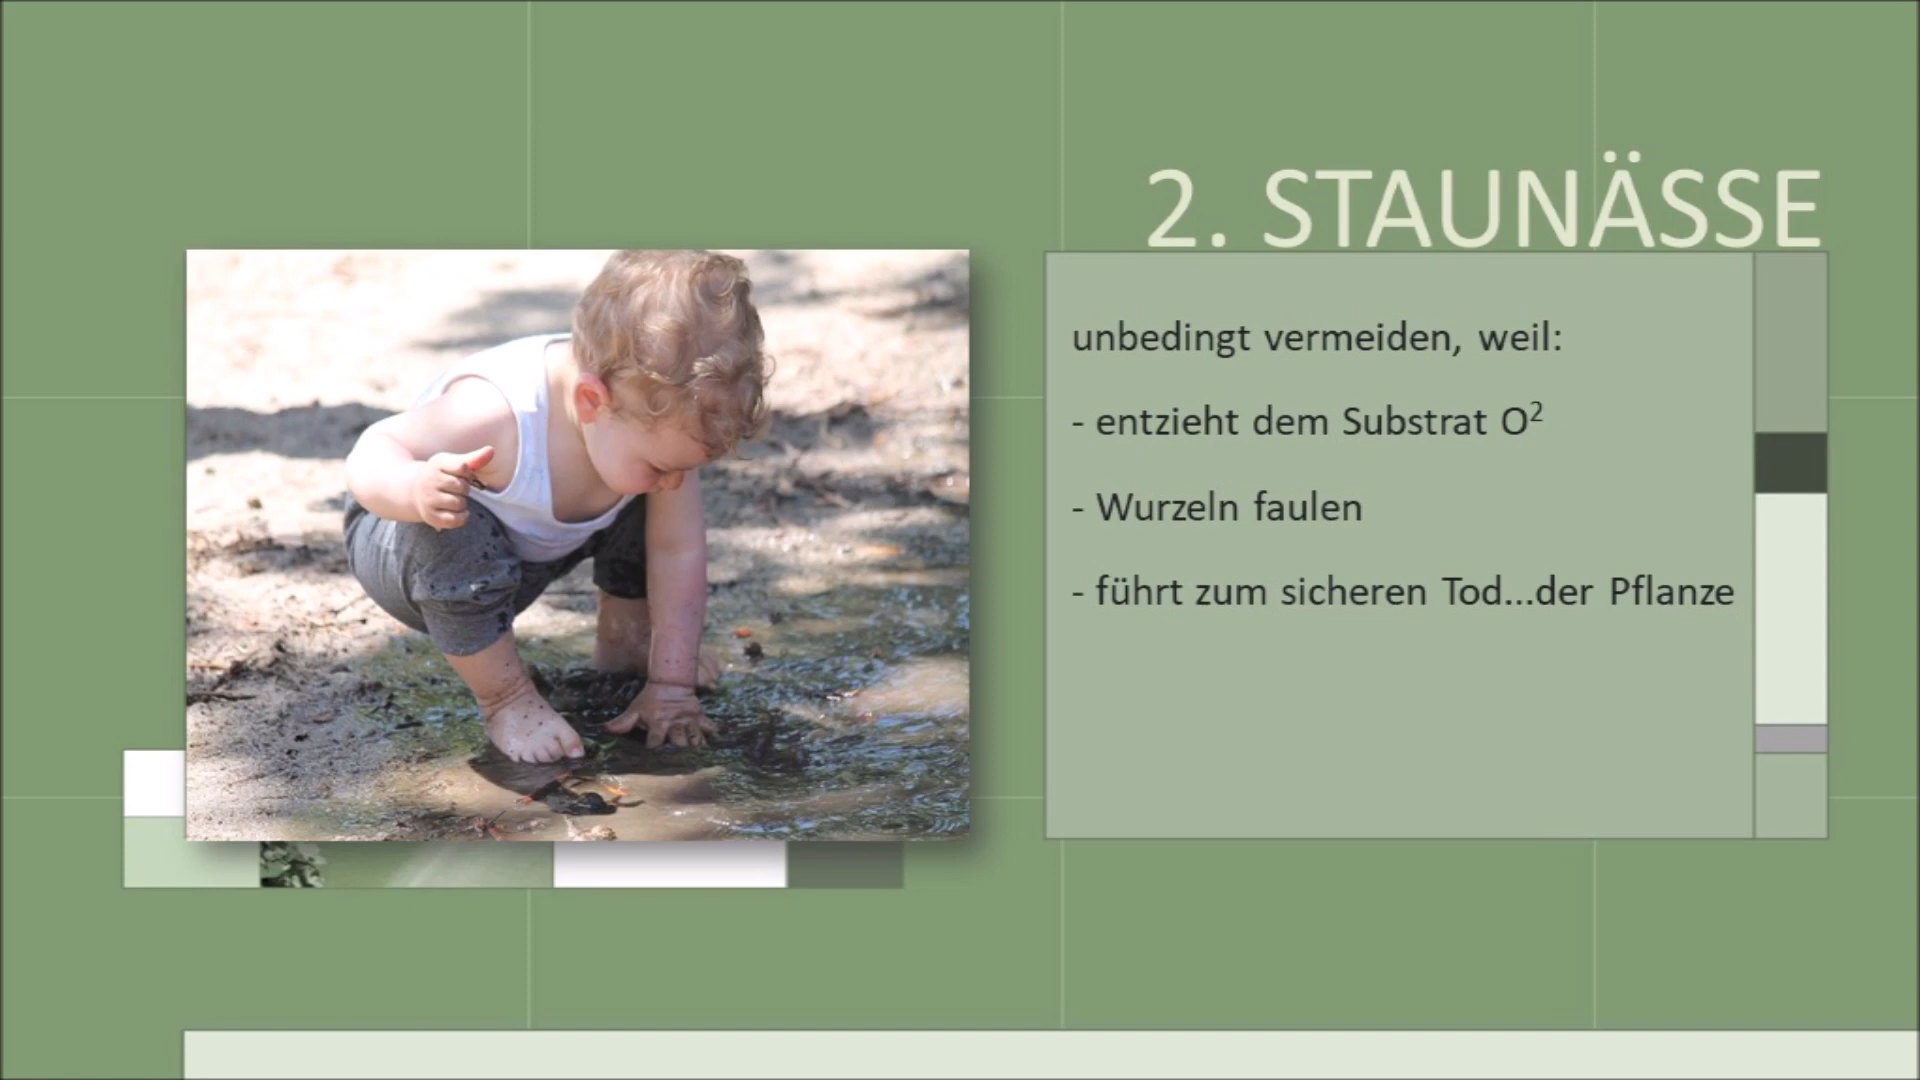 2. STAUNÄSSE
unbedingt vermeiden, weil:
- entzieht dem Substrat O²
- Wurzeln faulen
- führt zum sicheren Tod...der Pflanze